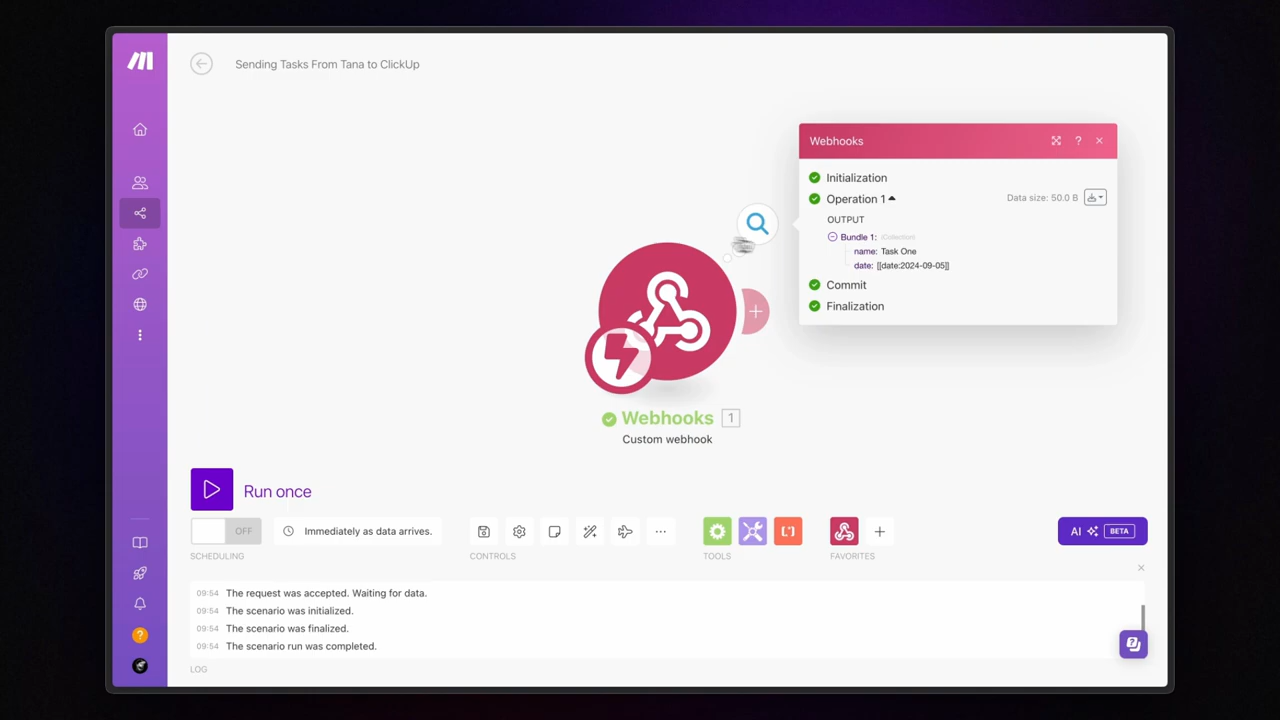 Sending Tasks From Tana to ClickUp
Webhooks
?
Initialization
Operation 1
Data size: 50.0 B
OUTPUT
Bundle 1: (Collection)
name: Task One
date: [[date:2024-09-05]]
Commit
Finalization
Webhooks 1
Custom webhook
Run once
OFF
Immediately as data arrives.
AI BETA
SCHEDULING
CONTROLS
TOOLS
FAVORITES
09:54 The request was accepted. Waiting for data.
09:54 The scenario was initialized.
09:54 The scenario was finalized.
09:54 The scenario run was completed.
LOG
?
?